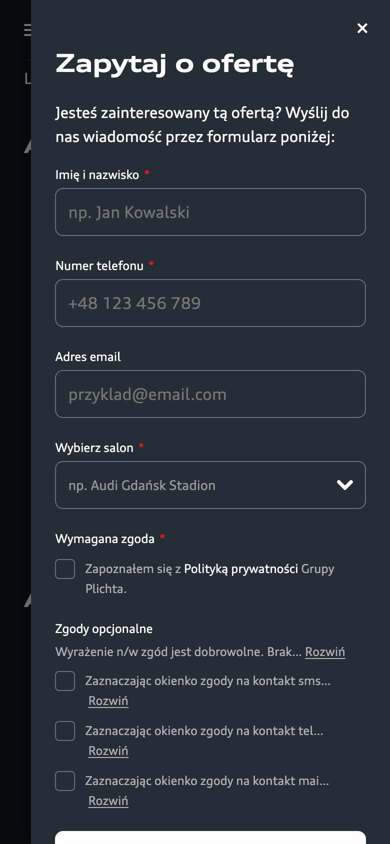 Zapytaj o ofertę
Jesteś zainteresowany tą ofertą? Wyślij do
nas wiadomość przez formularz poniżej:
Imię i nazwisko *
np. Jan Kowalski
Numer telefonu *
+48 123 456 789
Adres email
przyklad@email.com
Wybierz salon *
np. Audi Gdańsk Stadion
Wymagana zgoda *
Zapoznałem się z Polityką prywatności Grupy
Plichta.
Zgody opcjonalne
Wyrażenie n/w zgód jest dobrowolne. Brak... Rozwiń
Zaznaczając okienko zgody na kontakt sms...
Rozwiń
Zaznaczając okienko zgody na kontakt tel...
Rozwiń
Zaznaczając okienko zgody na kontakt mai...
Rozwiń